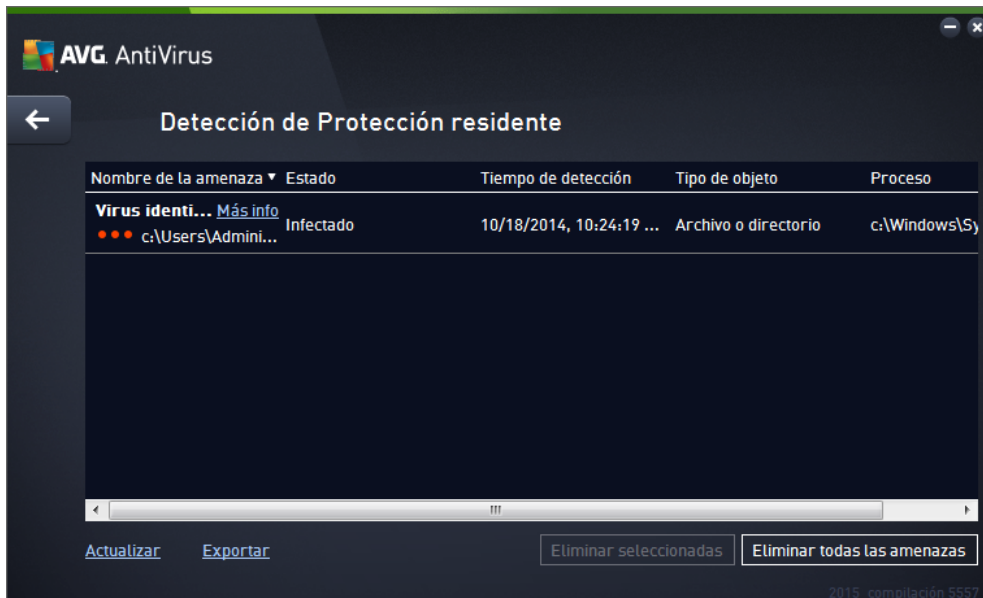 AVG. AntiVirus
Detección de Protección residente
Nombre de la amenaza Estado Tiempo de detección Tipo de objeto Proceso
Virus identi... Más info
c:\Users\Admini... Infectado 10/18/2014, 10:24:19 ... Archivo o directorio c:\Windows\Sy
Actualizar Exportar Eliminar seleccionadas Eliminar todas las amenazas
2015 compilación 5557